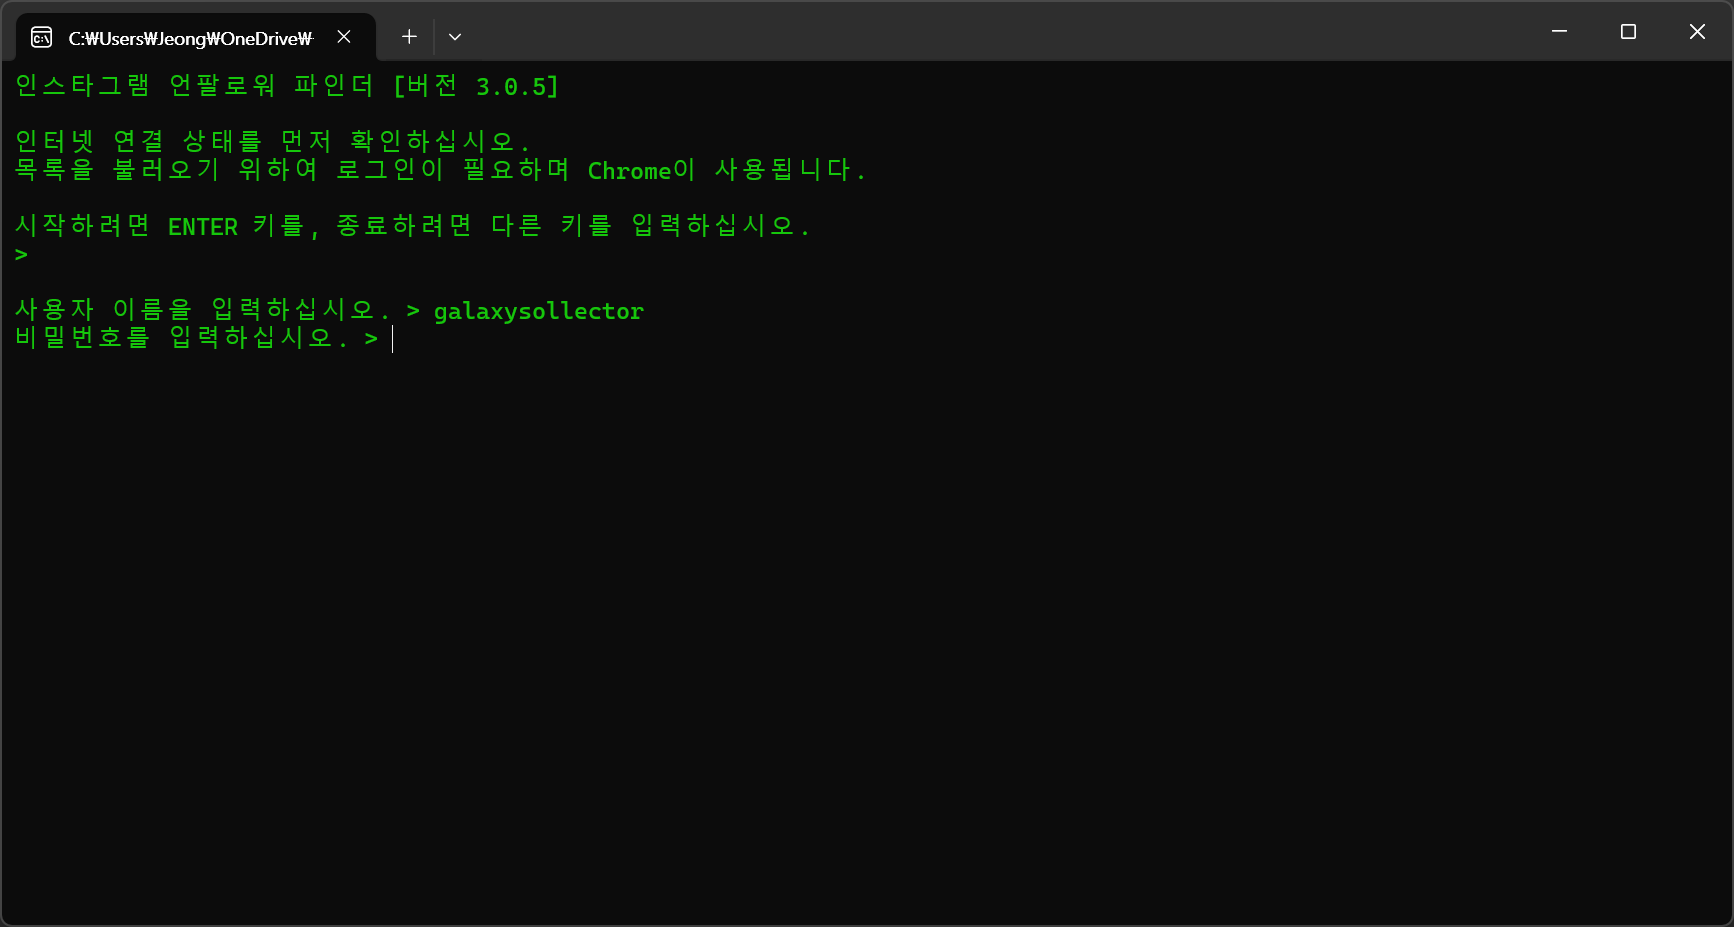 C:₩Users₩Jeong₩OneDrive₩
인스타그램 언팔로워 파인더 [버전 3.0.5]
인터넷 연결 상태를 먼저 확인하십시오.
목록을 불러오기 위하여 로그인이 필요하며 Chrome이 사용됩니다.
시작하려면 ENTER 키를, 종료하려면 다른 키를 입력하십시오.
>
사용자 이름을 입력하십시오. > galaxysollector
비밀번호를 입력하십시오. >